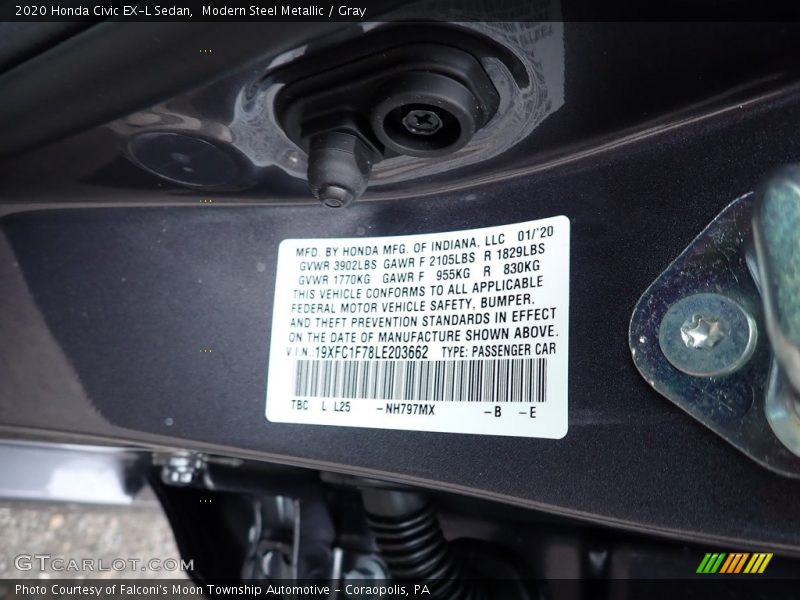 2020 Honda Civic EX-L Sedan,  Modern Steel Metallic / Gray
MFD. BY HONDA MFG. OF INDIANA, LLC 01/'20
GVWR 3902LBS GAWR F 2105LBS R 1829LBS
GVWR 1770KG GAWR F 955KG R 830KG
THIS VEHICLE CONFORMS TO ALL APPLICABLE
FEDERAL MOTOR VEHICLE SAFETY, BUMPER,
AND THEFT PREVENTION STANDARDS IN EFFECT
ON THE DATE OF MANUFACTURE SHOWN ABOVE.
V.I.N.:19XFC1F78LE203662 TYPE: PASSENGER CAR
TBC L L25 -NH797MX -B -E
GTCARLOT.COM
Photo Courtesy of Falconi's Moon Township Automotive - Coraopolis, PA